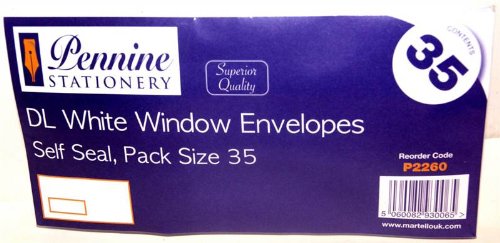 Pennine
STATIONERY
Superior
Quality
CONTENTS
35
DL White Window Envelopes
Self Seal, Pack Size 35
Reorder Code
P2260
5 060082 930065 >
www.martellouk.com